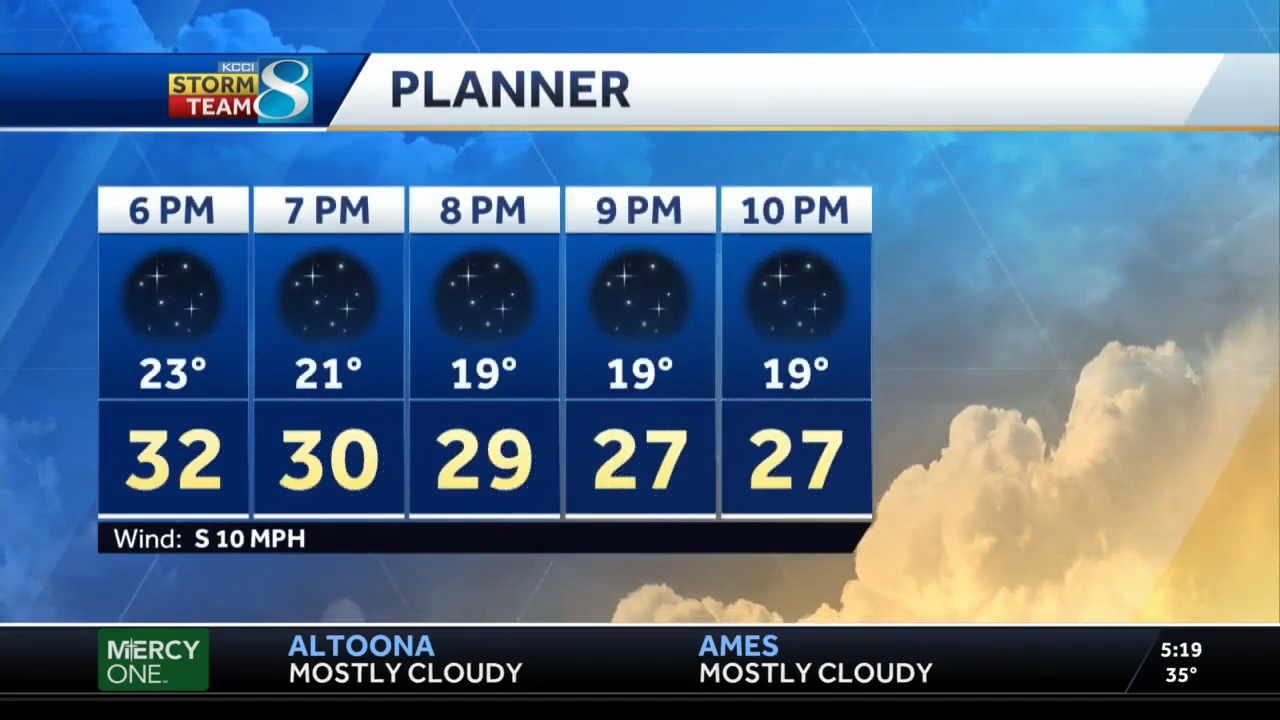 KCCI
STORM
TEAM
8
PLANNER
6 PM 7 PM 8 PM 9 PM 10 PM
23° 21° 19° 19° 19°
32 30 29 27 27
Wind: S 10 MPH
MERCY
ONE
ALTOONA
MOSTLY CLOUDY
AMES
MOSTLY CLOUDY
5:19
35°